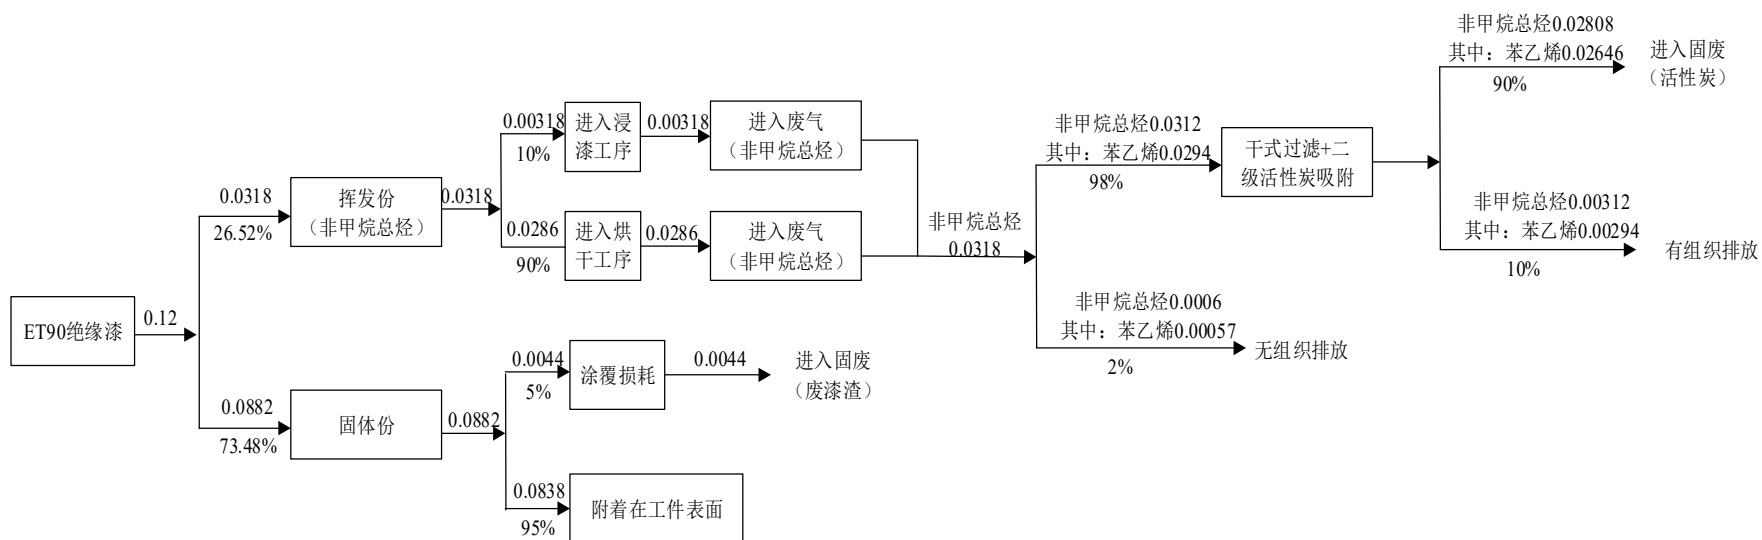 ET90绝缘漆
0.12
0.0318
26.52%
挥发份
（非甲烷总烃）
0.0318
0.00318
10%
进入浸
漆工序
0.00318
进入废气
（非甲烷总烃）
0.0286
90%
进入烘
干工序
0.0286
进入废气
（非甲烷总烃）
非甲烷总烃
0.0318
非甲烷总烃0.0312
其中：苯乙烯0.0294
98%
干式过滤+二
级活性炭吸附
非甲烷总烃0.02808
其中：苯乙烯0.02646
90%
进入固废
（活性炭）
非甲烷总烃0.00312
其中：苯乙烯0.00294
10%
有组织排放
非甲烷总烃0.0006
其中：苯乙烯0.00057
2%
无组织排放
0.0882
73.48%
固体份
0.0882
0.0044
5%
涂覆损耗
0.0044
进入固废
（废漆渣）
0.0838
95%
附着在工件表面